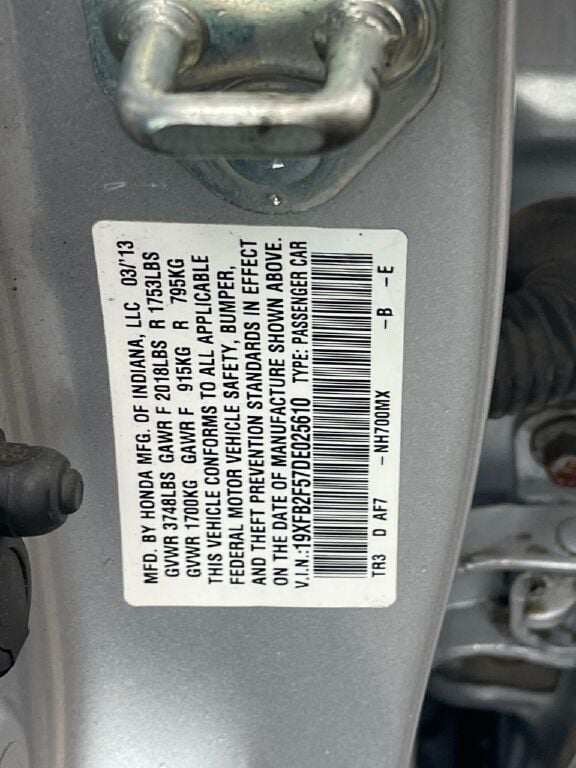 MFD. BY HONDA MFG. OF INDIANA, LLC 03/'13
GVWR 3748LBS GAWR F 2018LBS R 1753LBS
GVWR 1700KG GAWR F 915KG R 795KG
THIS VEHICLE CONFORMS TO ALL APPLICABLE
FEDERAL MOTOR VEHICLE SAFETY, BUMPER,
AND THEFT PREVENTION STANDARDS IN EFFECT
ON THE DATE OF MANUFACTURE SHOWN ABOVE.
V.I.N.:19XFB2F57DE025610 TYPE: PASSENGER CAR
TR3 D AF7 -NH700MX -B -E